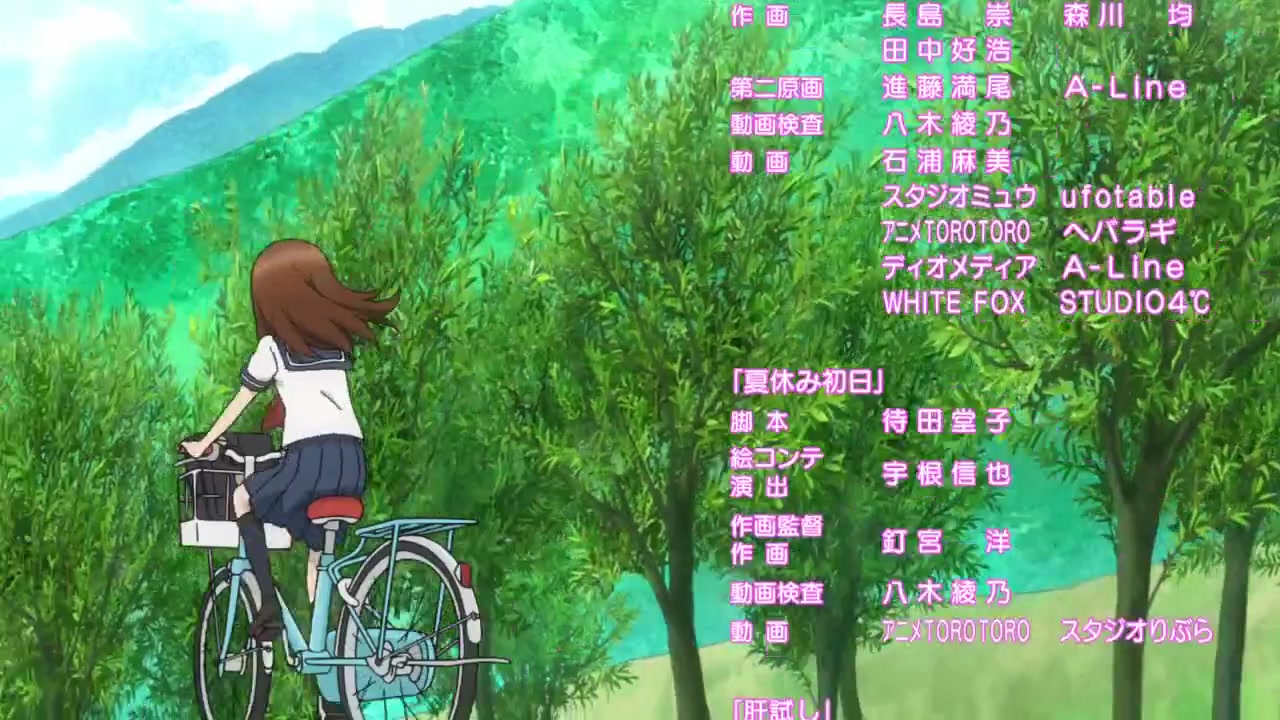 作画 長島 崇 森川 均
田中好浩
第二原画 進藤満尾 A-Line
動画検査 八木綾乃
動画 石浦麻美
スタジオミュウ ufotable
アニメTOROTORO ヘバラギ
ディオメディア A-Line
WHITE FOX STUDIO4℃
「夏休み初日」
脚本 待田堂子
絵コンテ
演出 宇根信也
作画監督
作画 釘宮 洋
動画検査 八木綾乃
動画 アニメTOROTORO スタジオりぷら
「肝試し」